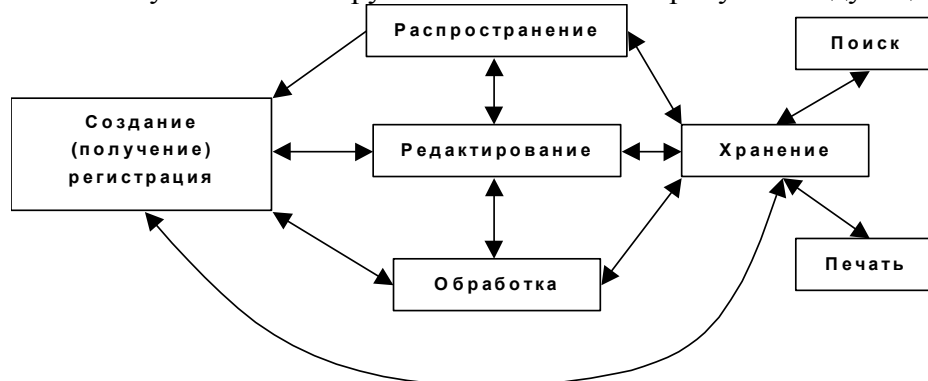 Распространение
Поиск
Создание
(получение)
регистрация
Редактирование
Хранение
Обработка
Печать